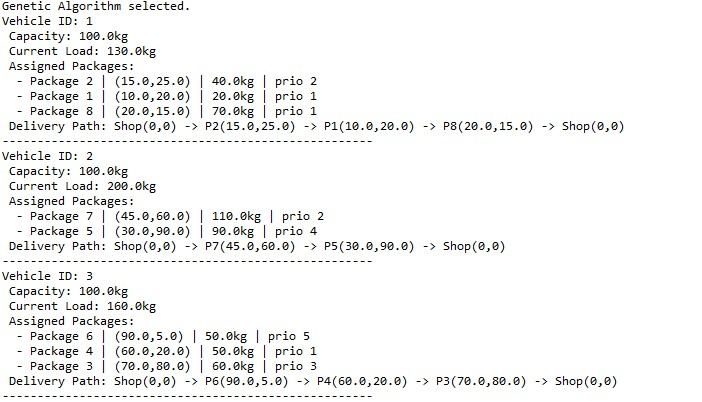 Genetic Algorithm selected.
Vehicle ID: 1
Capacity: 100.0kg
Current Load: 130.0kg
Assigned Packages:
- Package 2 | (15.0,25.0) | 40.0kg | prio 2
- Package 1 | (10.0,20.0) | 20.0kg | prio 1
- Package 8 | (20.0,15.0) | 70.0kg | prio 1
Delivery Path: Shop(0,0) -> P2(15.0,25.0) -> P1(10.0,20.0) -> P8(20.0,15.0) -> Shop(0,0)
--------------------------------------------------
Vehicle ID: 2
Capacity: 100.0kg
Current Load: 200.0kg
Assigned Packages:
- Package 7 | (45.0,60.0) | 110.0kg | prio 2
- Package 5 | (30.0,90.0) | 90.0kg | prio 4
Delivery Path: Shop(0,0) -> P7(45.0,60.0) -> P5(30.0,90.0) -> Shop(0,0)
--------------------------------------------------
Vehicle ID: 3
Capacity: 100.0kg
Current Load: 160.0kg
Assigned Packages:
- Package 6 | (90.0,5.0) | 50.0kg | prio 5
- Package 4 | (60.0,20.0) | 50.0kg | prio 1
- Package 3 | (70.0,80.0) | 60.0kg | prio 3
Delivery Path: Shop(0,0) -> P6(90.0,5.0) -> P4(60.0,20.0) -> P3(70.0,80.0) -> Shop(0,0)
--------------------------------------------------